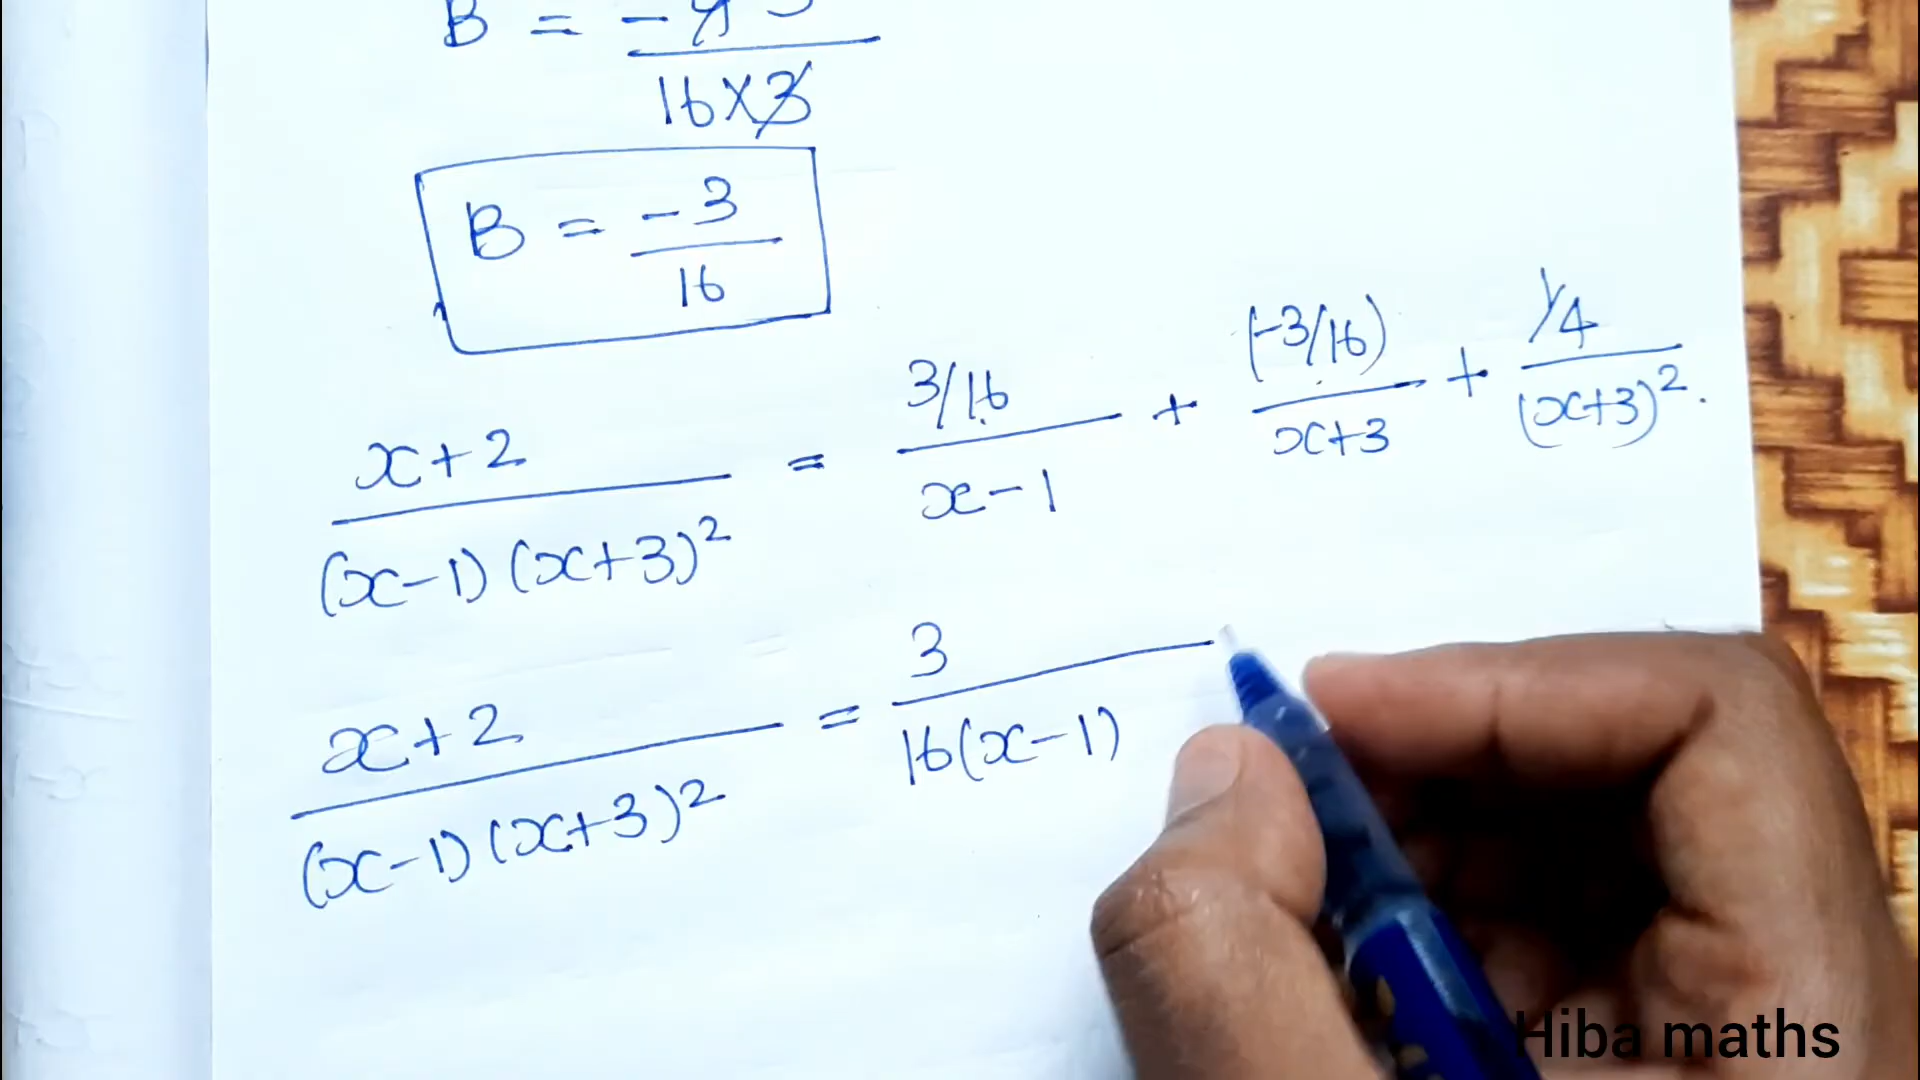 B = -9
16×3
B = -3/16
x+2/(x-1)(x+3)² = 3/16/x-1 + (-3/16)/x+3 + 1/4/(x+3)².
x+2/(x-1)(x+3)² = 3/16(x-1)
Hiba maths